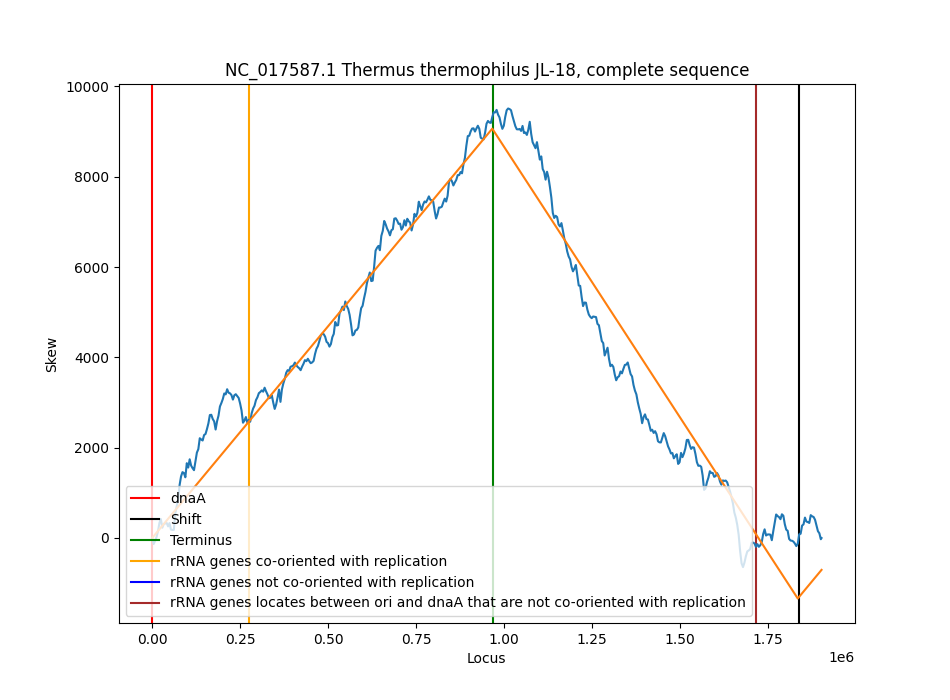 NC_017587.1 Thermus thermophilus JL-18, complete sequence
10000
8000
6000
4000
2000
0
Skew
dnaA
Shift
Terminus
rRNA genes co-oriented with replication
rRNA genes not co-oriented with replication
rRNA genes locates between ori and dnaA that are not co-oriented with replication
0.00 0.25 0.50 0.75 1.00 1.25 1.50 1.75
Locus
1e6